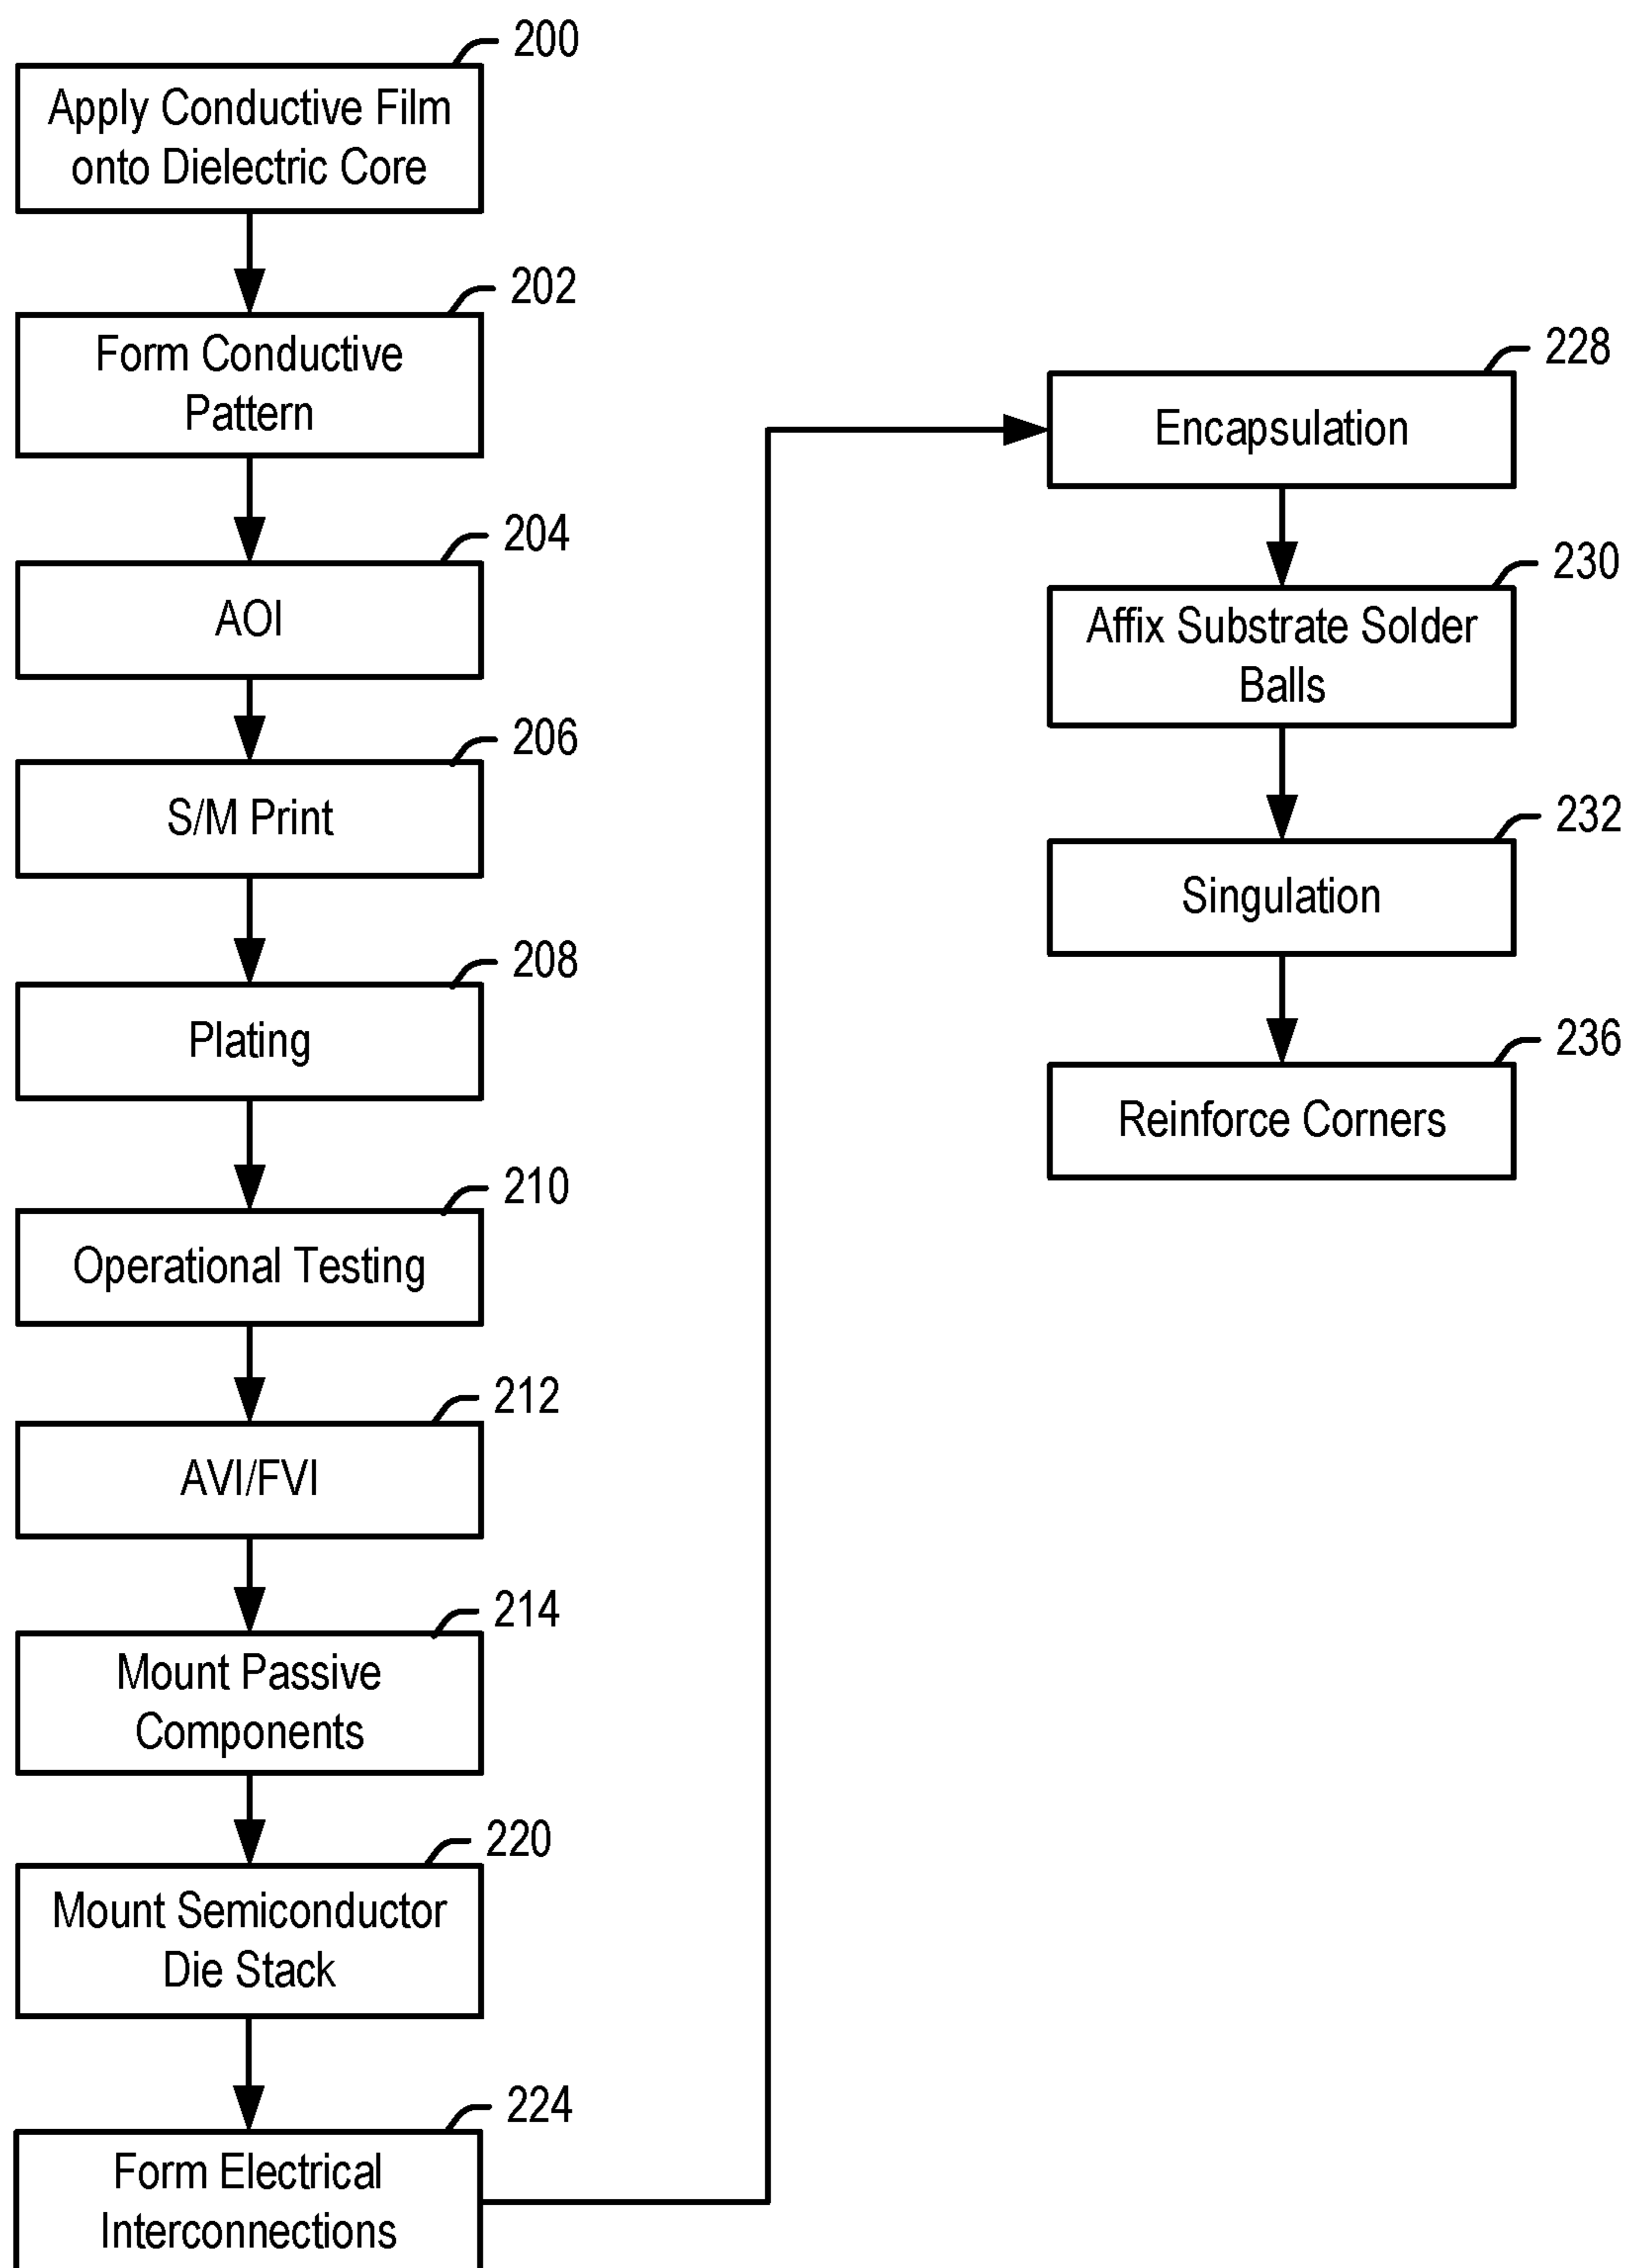 200
Apply Conductive Film
onto Dielectric Core
202
Form Conductive
Pattern
204
AOI
206
S/M Print
208
Plating
210
Operational Testing
212
AVI/FVI
214
Mount Passive
Components
220
Mount Semiconductor
Die Stack
224
Form Electrical
Interconnections
228
Encapsulation
230
Affix Substrate Solder
Balls
232
Singulation
236
Reinforce Corners